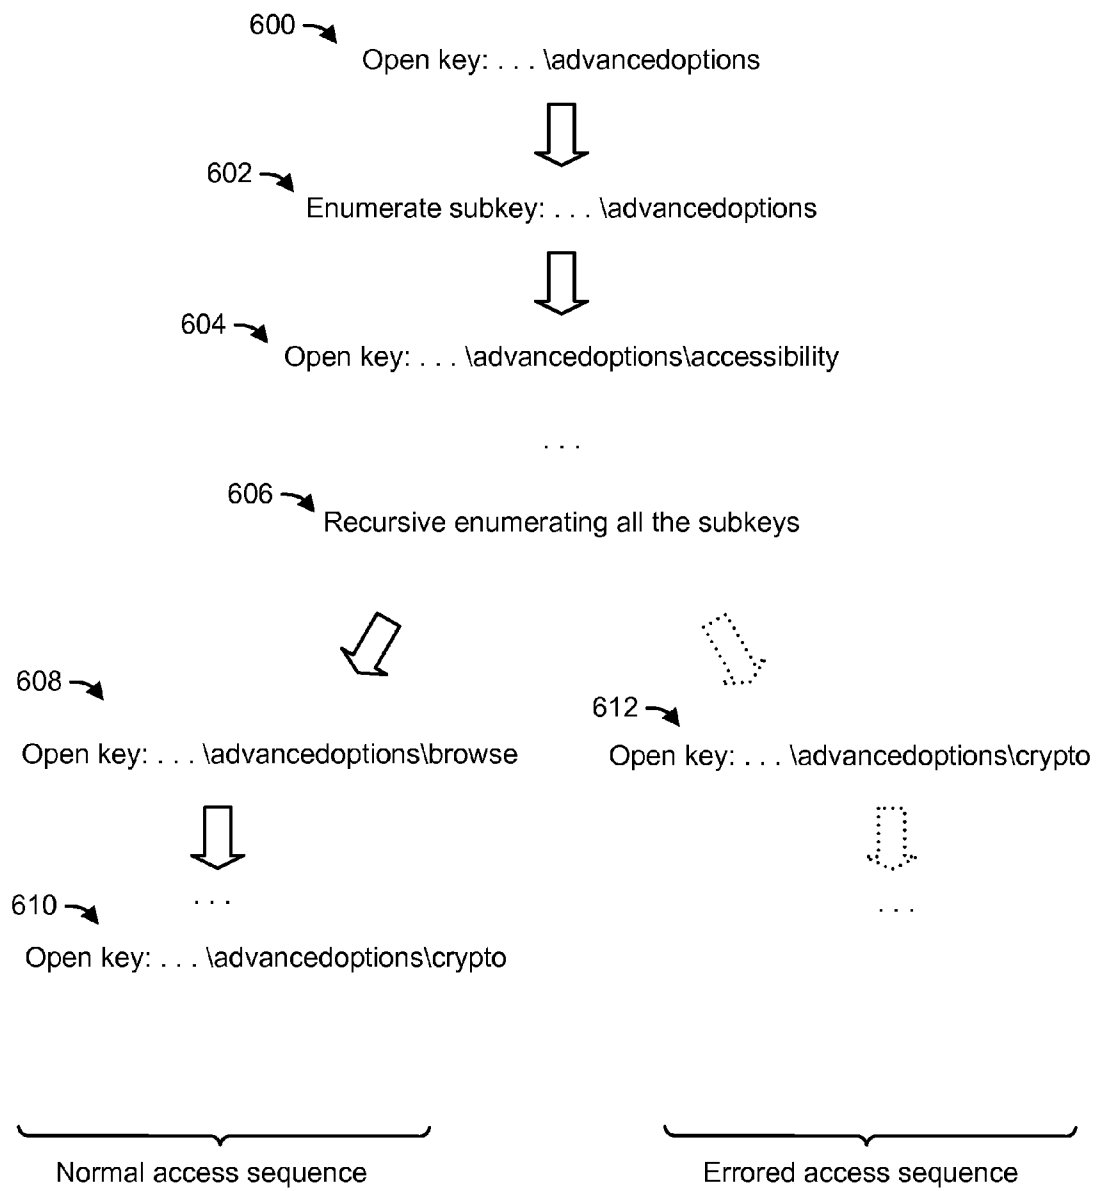 600
Open key: . . . \advancedoptions
602
Enumerate subkey: . . . \advancedoptions
604
Open key: . . . \advancedoptions\accessibility
. . .
606
Recursive enumerating all the subkeys
608
612
Open key: . . . \advancedoptions\browse
Open key: . . . \advancedoptions\crypto
. . .
. . .
610
Open key: . . . \advancedoptions\crypto
Normal access sequence
Errored access sequence